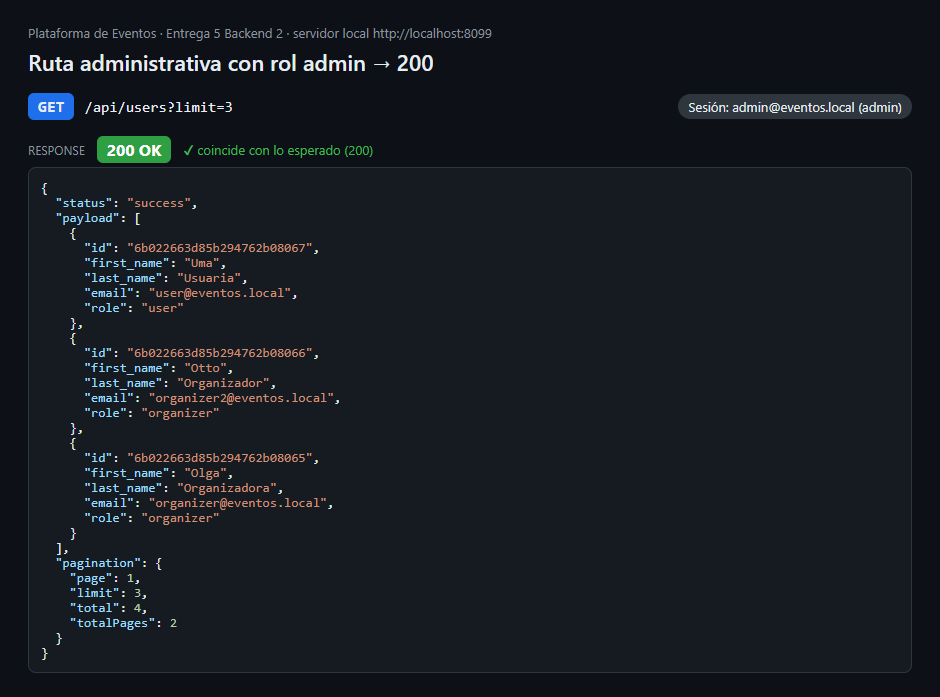 Plataforma de Eventos · Entrega 5 Backend 2 · servidor local http://localhost:8099
Ruta administrativa con rol admin → 200
GET /api/users?limit=3 Sesión: admin@eventos.local (admin)
RESPONSE 200 OK ✓ coincide con lo esperado (200)
{
  "status": "success",
  "payload": [
    {
      "id": "6b022663d85b294762b08067",
      "first_name": "Uma",
      "last_name": "Usuaria",
      "email": "user@eventos.local",
      "role": "user"
    },
    {
      "id": "6b022663d85b294762b08066",
      "first_name": "Otto",
      "last_name": "Organizador",
      "email": "organizer2@eventos.local",
      "role": "organizer"
    },
    {
      "id": "6b022663d85b294762b08065",
      "first_name": "Olga",
      "last_name": "Organizadora",
      "email": "organizer@eventos.local",
      "role": "organizer"
    }
  ],
  "pagination": {
    "page": 1,
    "limit": 3,
    "total": 4,
    "totalPages": 2
  }
}